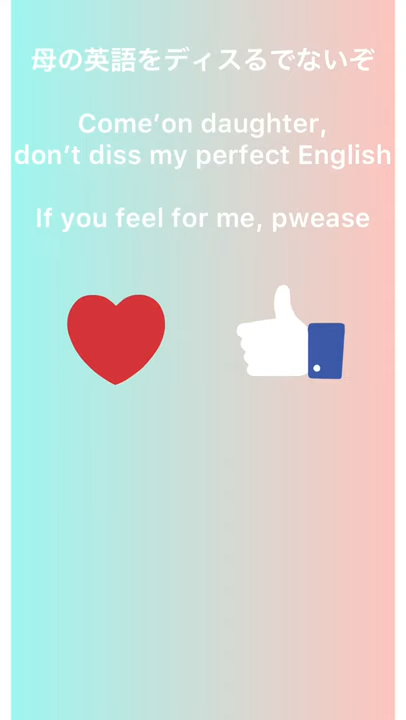 母の英語をディスるでないぞ
Come’on daughter,
don’t diss my perfect English
If you feel for me, pwease